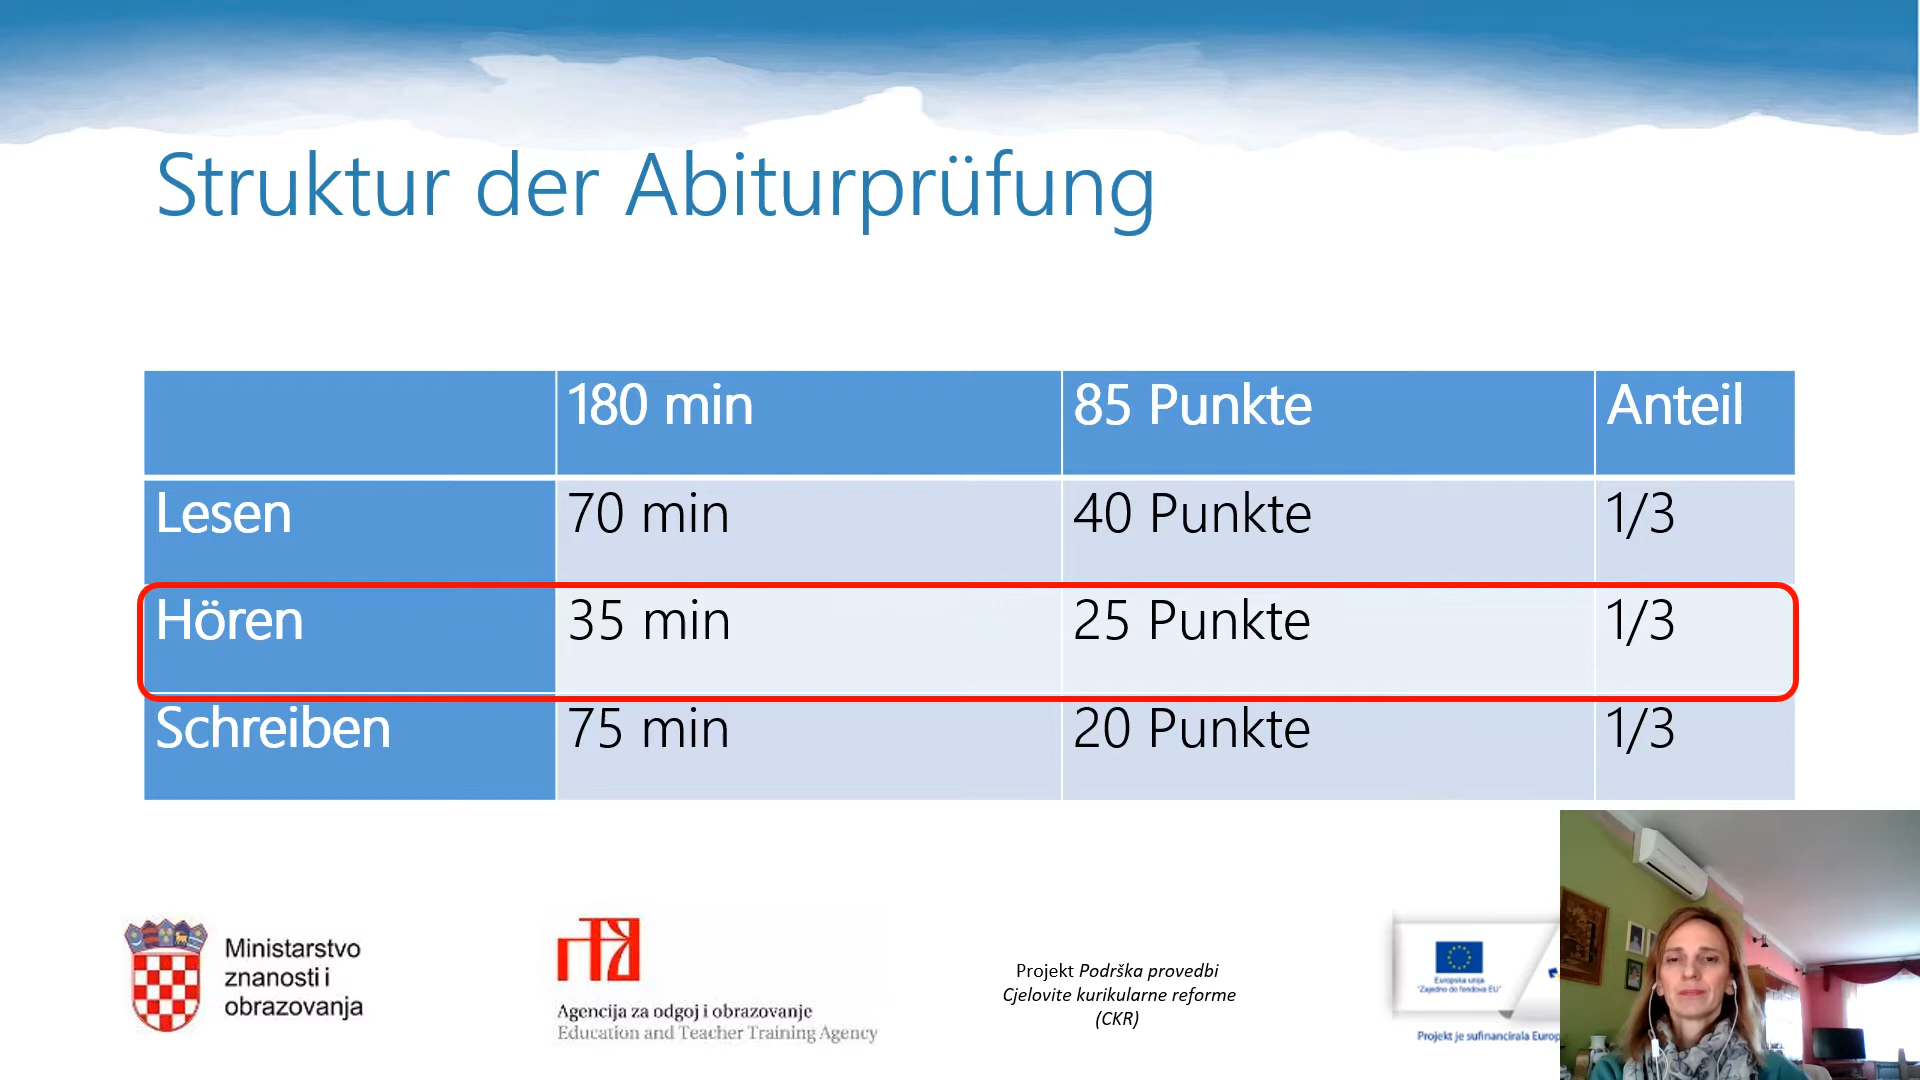 Struktur der Abiturprüfung
180 min 85 Punkte Anteil
Lesen 70 min 40 Punkte 1/3
Hören 35 min 25 Punkte 1/3
Schreiben 75 min 20 Punkte 1/3
Ministarstvo
znanosti i
obrazovanja
Agencija za odgoj i obrazovanje
Education and Teacher Training Agency
Projekt Podrška provedbi
Cjelovite kurikularne reforme
(CKR)
Europska unija
"Zajedno do fondova EU"
Projekt je sufinancirala Europ